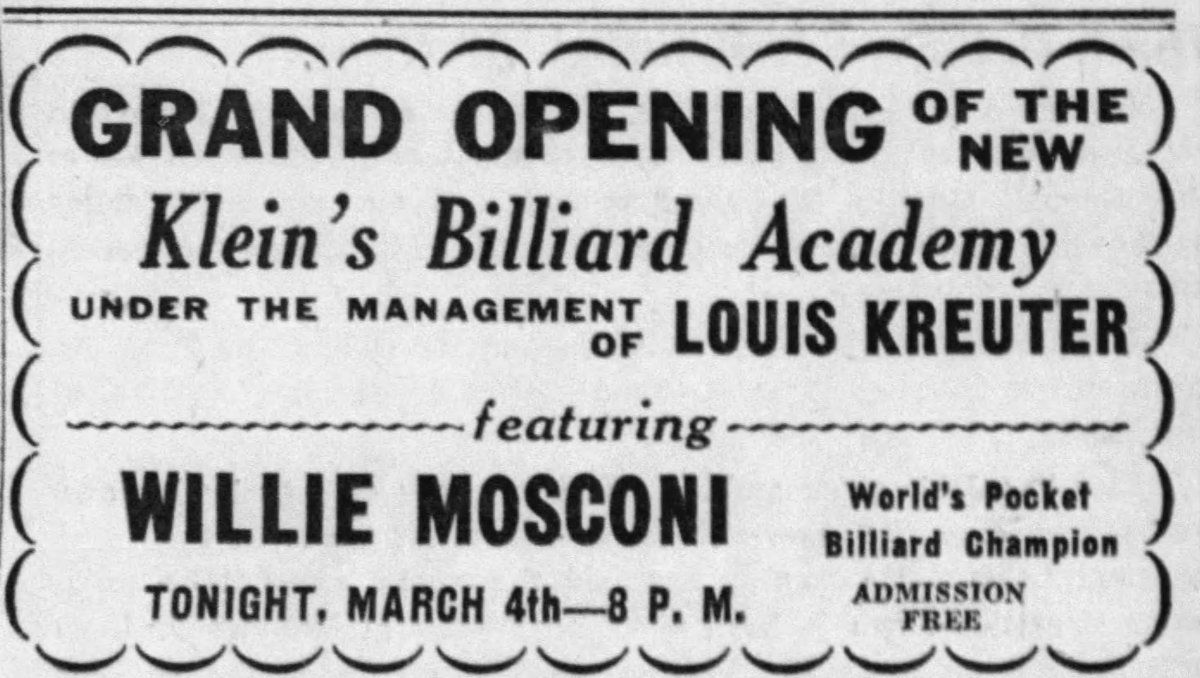 GRAND OPENING OF THE NEW
Klein's Billiard Academy
UNDER THE MANAGEMENT OF LOUIS KREUTER
featuring
WILLIE MOSCONI
World's Pocket
Billiard Champion
TONIGHT, MARCH 4th—8 P. M.
ADMISSION
FREE